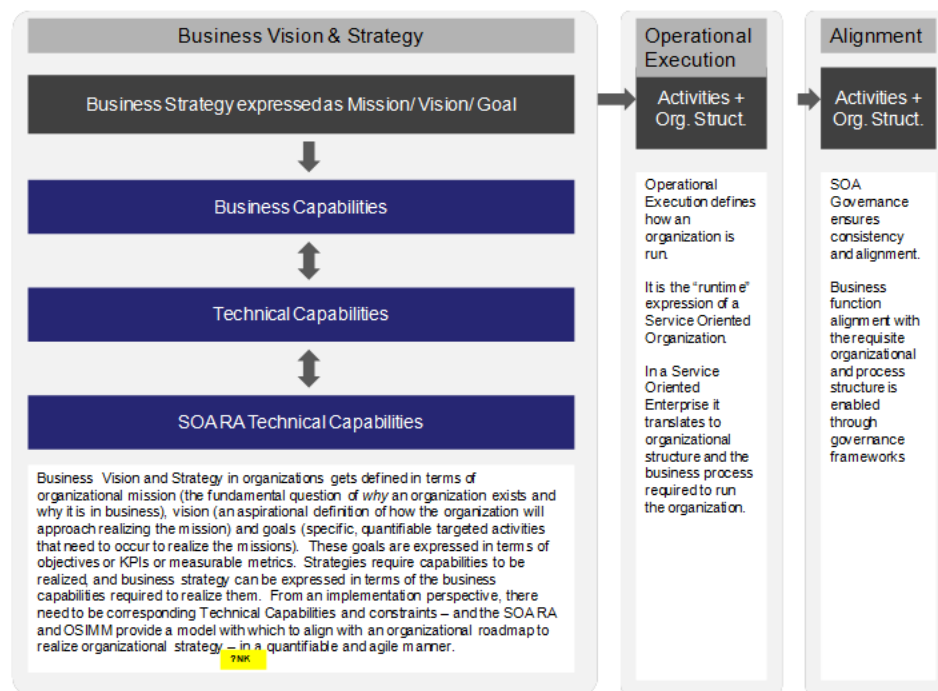 Business Vision & Strategy
Business Strategy expressed as Mission/ Vision/ Goal
Business Capabilities
Technical Capabilities
SOA RA Technical Capabilities
Business Vision and Strategy in organizations gets defined in terms of
organizational mission (the fundamental question of why an organization exists and
why it is in business), vision (an aspirational definition of how the organization will
approach realizing the mission) and goals (specific, quantifiable targeted activities
that need to occur to realize the missions). These goals are expressed in terms of
objectives or KPIs or measurable metrics. Strategies require capabilities to be
realized, and business strategy can be expressed in terms of the business
capabilities required to realize them. From an implementation perspective, there
need to be corresponding Technical Capabilities and constraints – and the SOA RA
and OSIMM provide a model with which to align with an organizational roadmap to
realize organizational strategy – in a quantifiable and agile manner.
?NK
Operational
Execution
Activities +
Org. Struct.
Operational
Execution defines
how an
organization is
run.
It is the “runtime”
expression of a
Service Oriented
Organization.
In a Service
Oriented
Enterprise it
translates to
organizational
structure and the
business process
required to run
the organization.
Alignment
Activities +
Org. Struct.
SOA
Governance
ensures
consistency
and alignment.
Business
function
alignment with
the requisite
organizational
and process
structure is
enabled
through
governance
frameworks